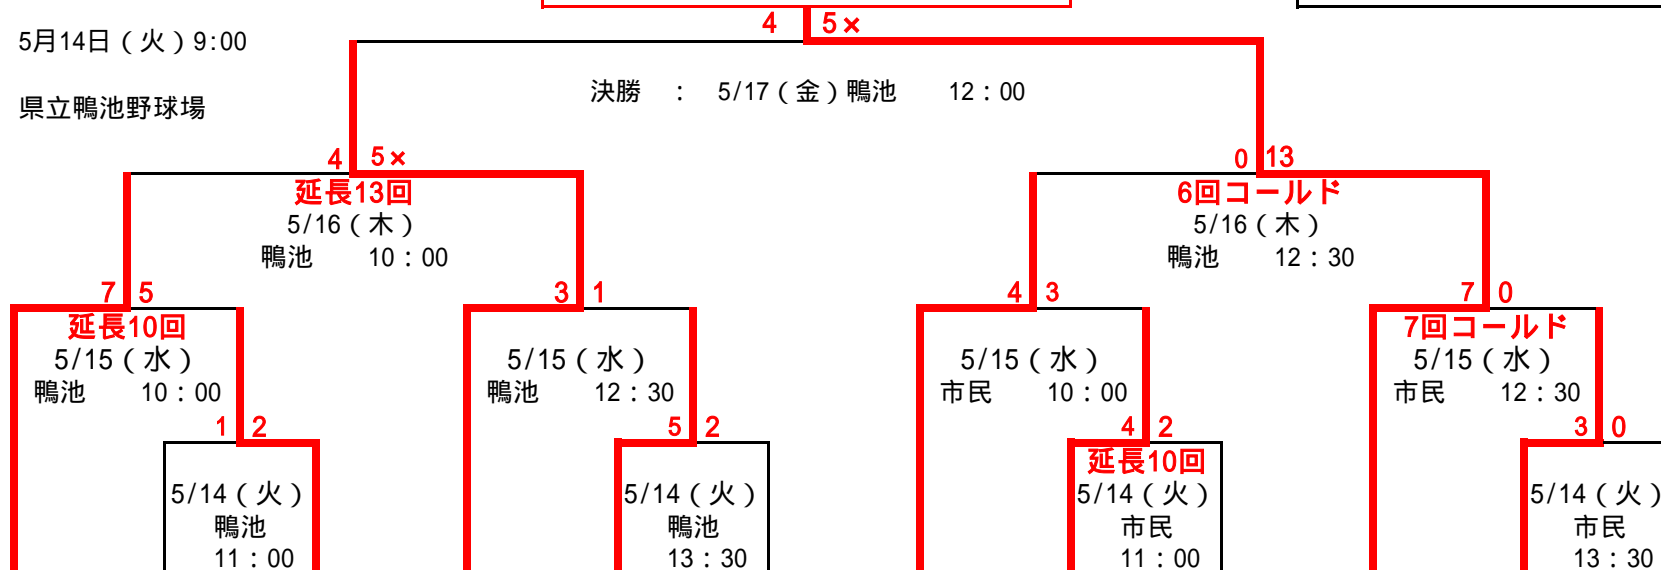 4 5×
5月14日（火）9:00
決勝 ： 5/17（金）鴨池 12：00
県立鴨池野球場
4 5×
延長13回
5/16（木）
鴨池 10：00
0 13
6回コールド
5/16（木）
鴨池 12：30
7 5
延長10回
5/15（水）
鴨池 10：00
3 1
5/15（水）
鴨池 12：30
4 3
5/15（水）
市民 10：00
7 0
7回コールド
5/15（水）
市民 12：30
1 2
5/14（火）
鴨池
11：00
5 2
5/14（火）
鴨池
13：30
4 2
延長10回
5/14（火）
市民
11：00
3 0
5/14（火）
市民
13：30